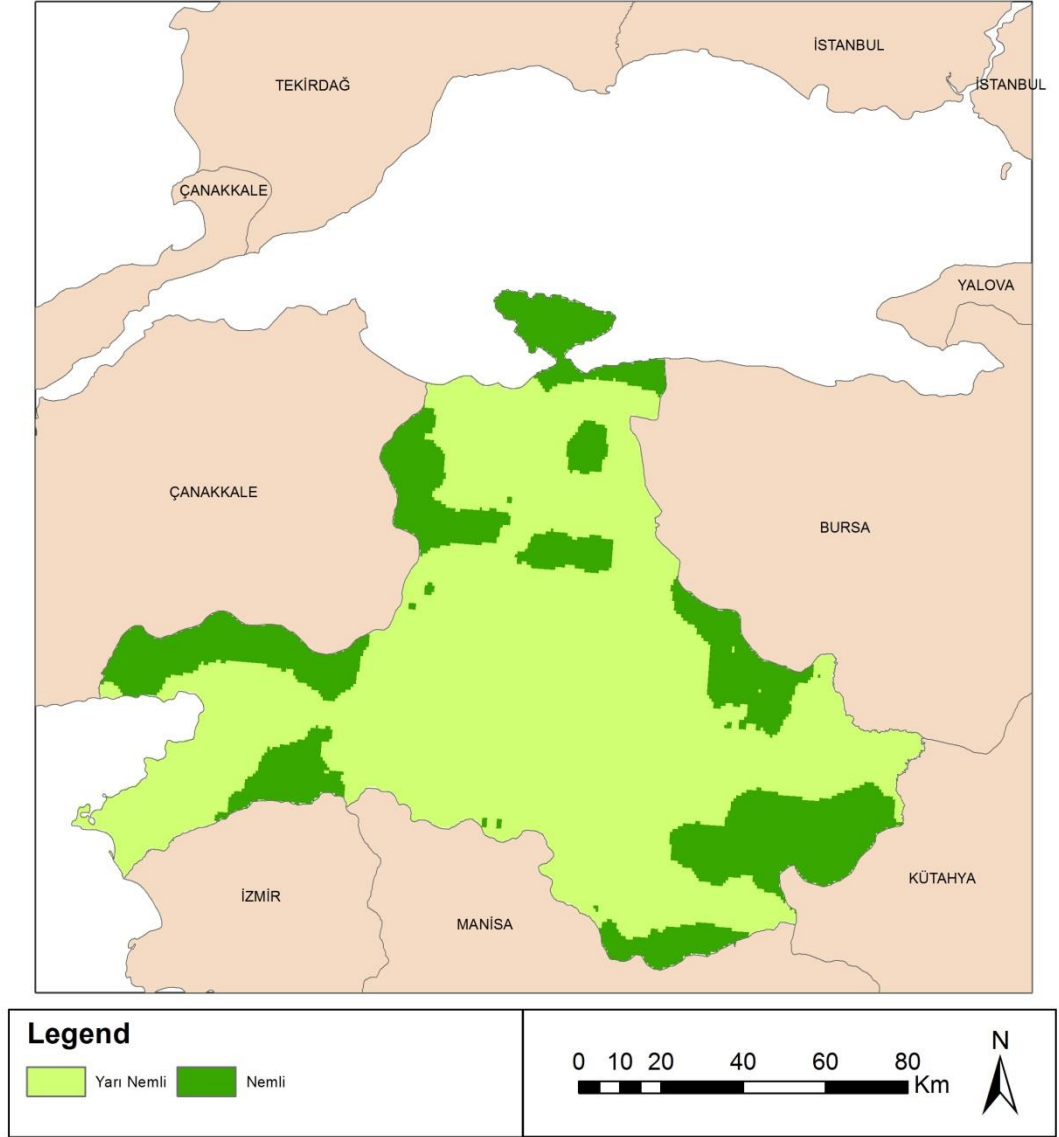 İSTANBUL
TEKİRDAĞ
İSTANBUL
ÇANAKKALE
YALOVA
ÇANAKKALE
BURSA
İZMİR
KÜTAHYA
MANİSA
Legend
Yarı Nemli
Nemli
0 10 20 40 60 80
Km
N